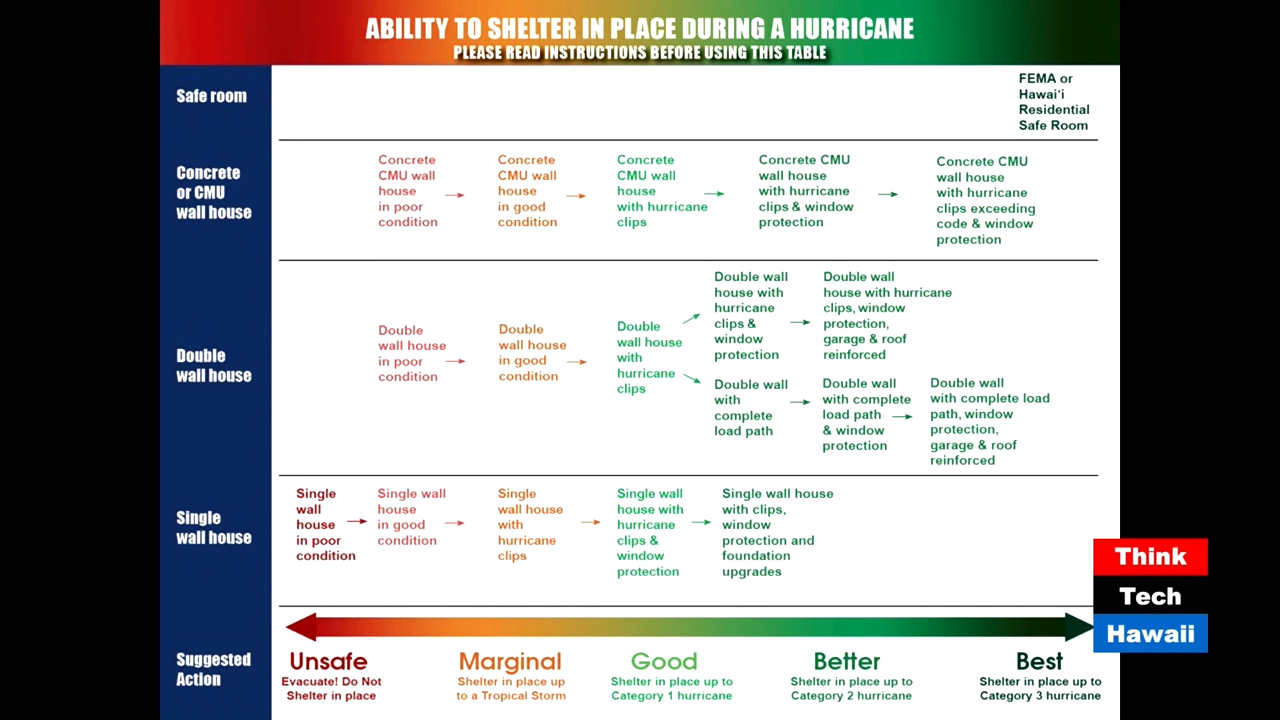 ABILITY TO SHELTER IN PLACE DURING A HURRICANE
PLEASE READ INSTRUCTIONS BEFORE USING THIS TABLE
Safe room
FEMA or
Hawai‘i
Residential
Safe Room
Concrete
or CMU
wall house
Concrete
CMU wall
house
in poor
condition
Concrete
CMU wall
house
in good
condition
Concrete
CMU wall
house
with hurricane
clips
Concrete CMU
wall house
with hurricane
clips & window
protection
Concrete CMU
wall house
with hurricane
clips exceeding
code & window
protection
Double
wall house
Double
wall house
in poor
condition
Double
wall house
in good
condition
Double
wall house
with
hurricane
clips
Double wall
house with
hurricane
clips &
window
protection
Double wall
house with hurricane
clips, window
protection,
garage & roof
reinforced
Double wall
with
complete
load path
Double wall
with complete
load path
& window
protection
Double wall
with complete load
path, window
protection,
garage & roof
reinforced
Single
wall house
Single
wall
house
in poor
condition
Single wall
house
in good
condition
Single
wall house
with
hurricane
clips
Single wall
house with
hurricane
clips &
window
protection
Single wall house
with clips,
window
protection and
foundation
upgrades
Think
Tech
Hawaii
Suggested
Action
Unsafe
Evacuate! Do Not
Shelter in place
Marginal
Shelter in place up
to a Tropical Storm
Good
Shelter in place up to
Category 1 hurricane
Better
Shelter in place up to
Category 2 hurricane
Best
Shelter in place up to
Category 3 hurricane